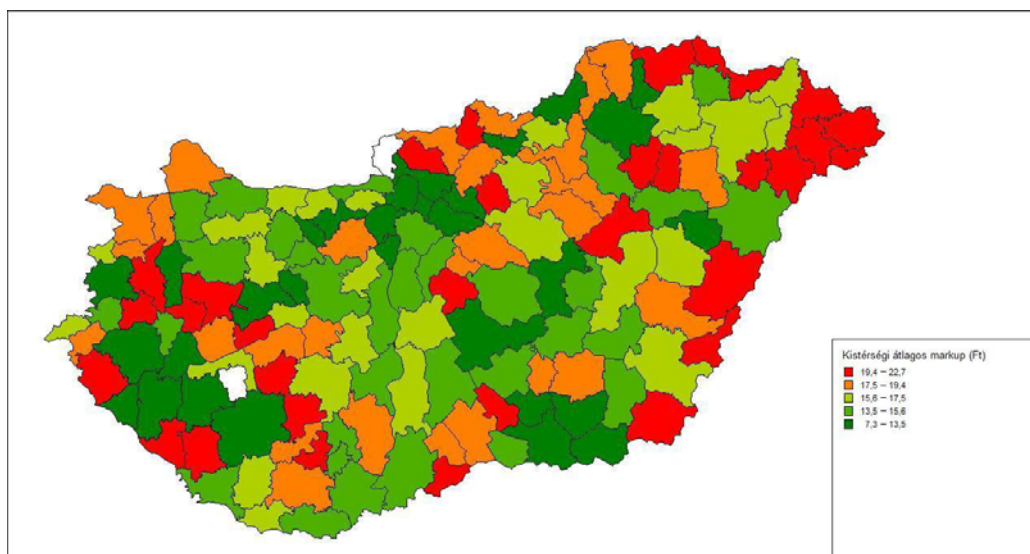 Kistérségi átlagos markup (Ft)
19,4 – 22,7
17,5 – 19,4
15,6 – 17,5
13,5 – 15,6
7,3 – 13,5